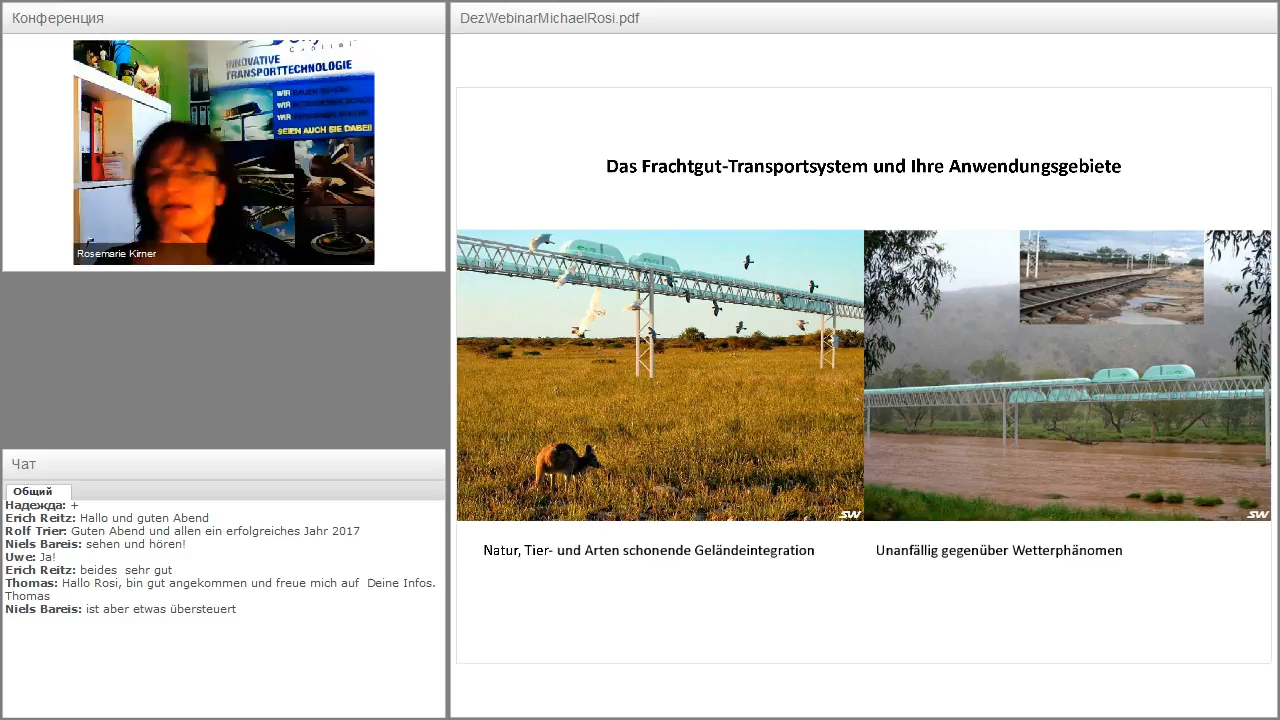 Конференция
Capital
INNOVATIVE
TRANSPORTTECHNOLOGIE
WIR
WIR
WIR
SEIEN AUCH SIE DABEI!
Rosemarie Kirner
Чат
Общий
Надежда: +
Erich Reitz: Hallo und guten Abend
Rolf Trier: Guten Abend und allen ein erfolgreiches Jahr 2017
Niels Bareis: sehen und hören!
Uwe: Ja!
Erich Reitz: beides  sehr gut
Thomas: Hallo Rosi, bin gut angekommen und freue mich auf  Deine Infos.
Thomas
Niels Bareis: ist aber etwas übersteuert
DezWebinarMichaelRosi.pdf
Das Frachtgut-Transportsystem und Ihre Anwendungsgebiete
SW
SW
Natur, Tier- und Arten schonende Geländeintegration
Unanfällig gegenüber Wetterphänomen